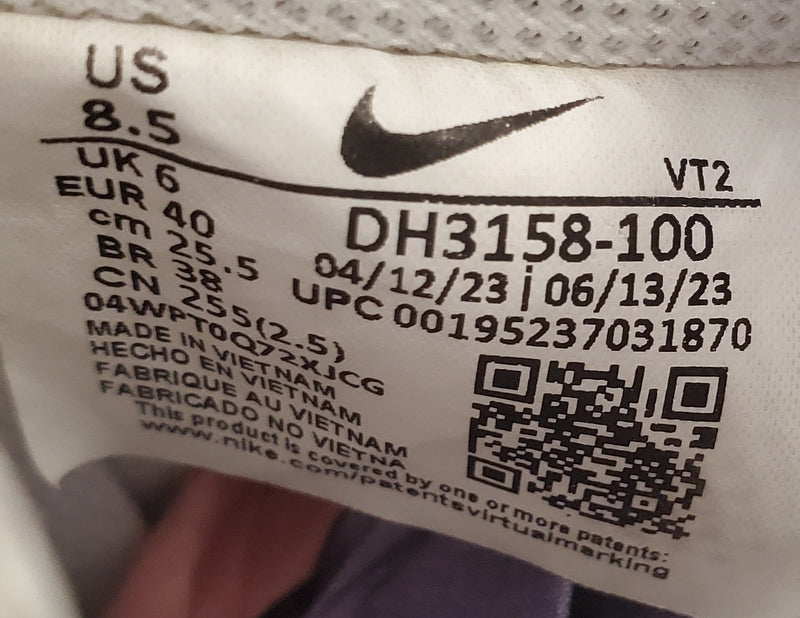 US
8.5
VT2
UK 6
EUR 40
cm 25.5
BR 38
CN 255(2.5)
DH3158-100
04/12/23 | 06/13/23
UPC 00195237031870
04WPT0Q72XJCG
MADE IN VIETNAM
HECHO EN VIETNAM
FABRIQUE AU VIETNAM
FABRICADO NO VIETNA
This product is covered by one or more patents:
www.nike.com/patentsvirtualmarking